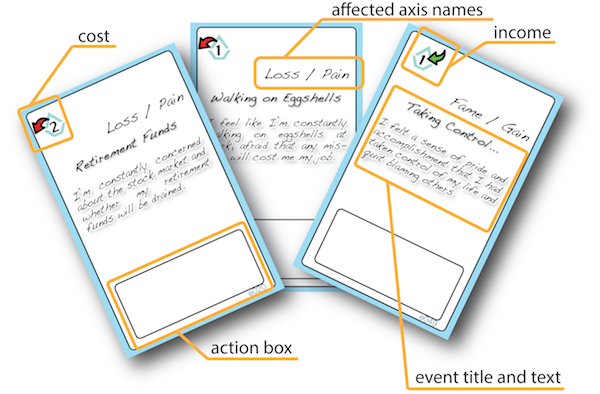 affected axis names
cost
income
2
Loss / Pain
Retirement Funds
I'm constantly concerned
about the stock market and
whether my retirement
funds will be drained.
1
Loss / Pain
Walking on Eggshells
I feel like I'm constantly
walking on eggshells at
afraid that any mis-
will cost me my job.
1
Fame / Gain
Taking Control...
I felt a sense of pride and
accomplishment that I had
taken control of my life and
quit blaming others.
action box
event title and text